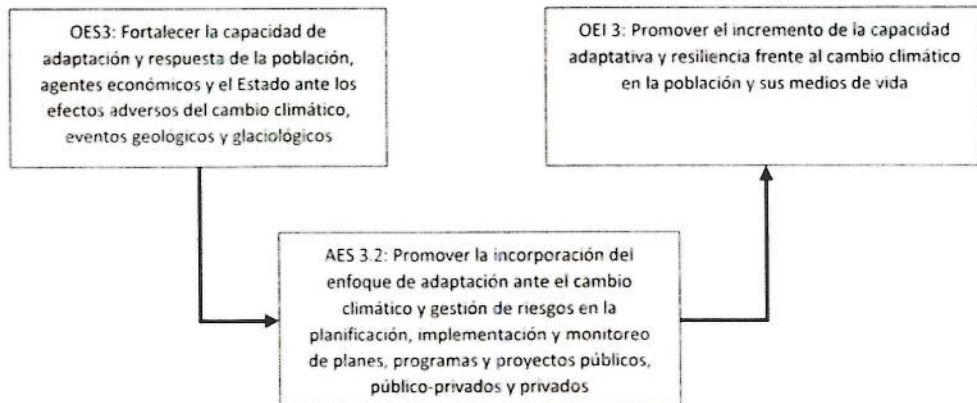 OES3: Fortalecer la capacidad de
adaptación y respuesta de la población,
agentes económicos y el Estado ante los
efectos adversos del cambio climático,
eventos geológicos y glaciológicos
OEI 3: Promover el incremento de la capacidad
adaptativa y resiliencia frente al cambio climático
en la población y sus medios de vida
AES 3.2: Promover la incorporación del
enfoque de adaptación ante el cambio
climático y gestión de riesgos en la
planificación, implementación y monitoreo
de planes, programas y proyectos públicos,
público-privados y privados